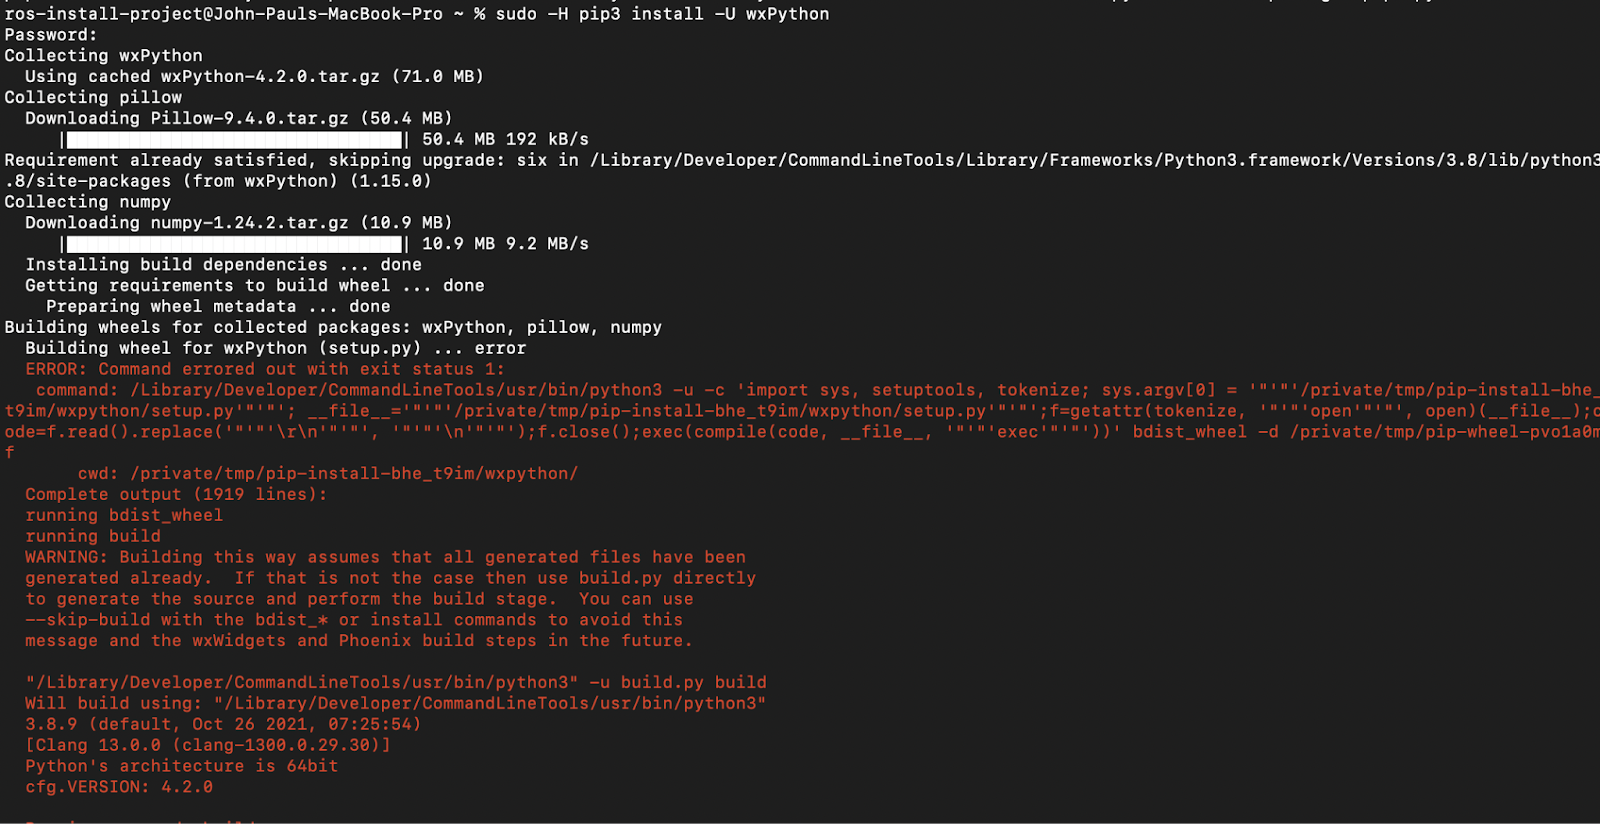 ros-install-project@John-Pauls-MacBook-Pro ~ % sudo -H pip3 install -U wxPython
Password:
Collecting wxPython
Using cached wxPython-4.2.0.tar.gz (71.0 MB)
Collecting pillow
Downloading Pillow-9.4.0.tar.gz (50.4 MB)
|████████████████████████████████| 50.4 MB 192 kB/s
Requirement already satisfied, skipping upgrade: six in /Library/Developer/CommandLineTools/Library/Frameworks/Python3.framework/Versions/3.8/lib/python3
.8/site-packages (from wxPython) (1.15.0)
Collecting numpy
Downloading numpy-1.24.2.tar.gz (10.9 MB)
|████████████████████████████████| 10.9 MB 9.2 MB/s
Installing build dependencies ... done
Getting requirements to build wheel ... done
Preparing wheel metadata ... done
Building wheels for collected packages: wxPython, pillow, numpy
Building wheel for wxPython (setup.py) ... error
ERROR: Command errored out with exit status 1:
command: /Library/Developer/CommandLineTools/usr/bin/python3 -u -c 'import sys, setuptools, tokenize; sys.argv[0] = '"'"'/private/tmp/pip-install-bhe_
t9im/wxpython/setup.py'"'"'; __file__='"'"'/private/tmp/pip-install-bhe_t9im/wxpython/setup.py'"'"';f=getattr(tokenize, '"'"'open'"'"', open)(__file__);c
ode=f.read().replace('"'"'\r\n'"'"', '"'"'\n'"'"');f.close();exec(compile(code, __file__, '"'"'exec'"'"'))' bdist_wheel -d /private/tmp/pip-wheel-pvo1a0m
f
cwd: /private/tmp/pip-install-bhe_t9im/wxpython/
Complete output (1919 lines):
running bdist_wheel
running build
WARNING: Building this way assumes that all generated files have been
generated already.  If that is not the case then use build.py directly
to generate the source and perform the build stage.  You can use
--skip-build with the bdist_* or install commands to avoid this
message and the wxWidgets and Phoenix build steps in the future.
"/Library/Developer/CommandLineTools/usr/bin/python3" -u build.py build
Will build using: "/Library/Developer/CommandLineTools/usr/bin/python3"
3.8.9 (default, Oct 26 2021, 07:25:54)
[Clang 13.0.0 (clang-1300.0.29.30)]
Python's architecture is 64bit
cfg.VERSION: 4.2.0